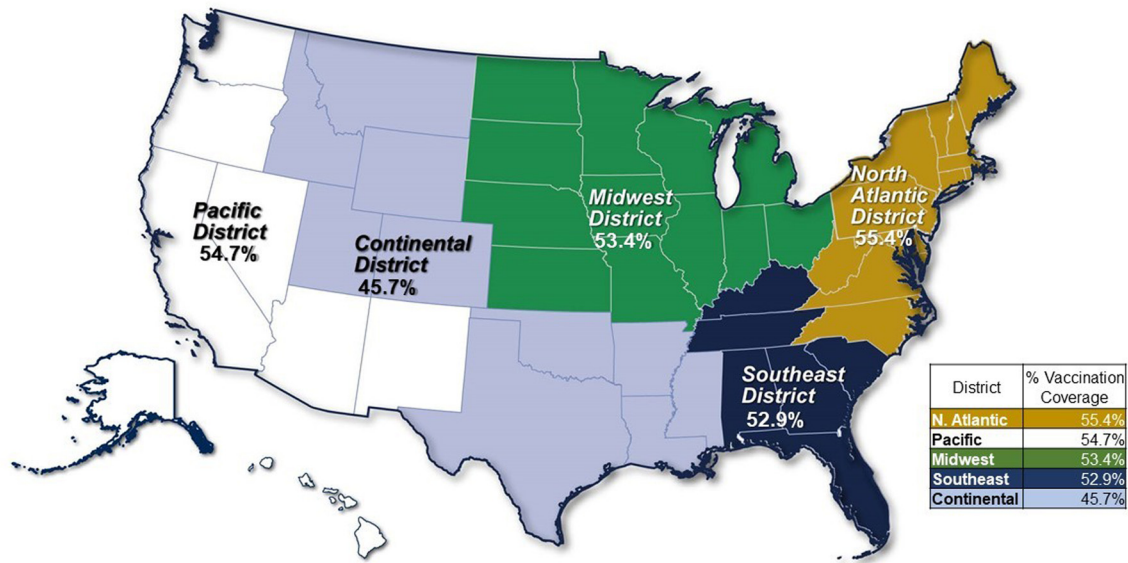 Pacific
District
54.7%
Continental
District
45.7%
Midwest
District
53.4%
North
Atlantic
District
55.4%
Southeast
District
52.9%
District % Vaccination
Coverage
N. Atlantic 55.4%
Pacific 54.7%
Midwest 53.4%
Southeast 52.9%
Continental 45.7%